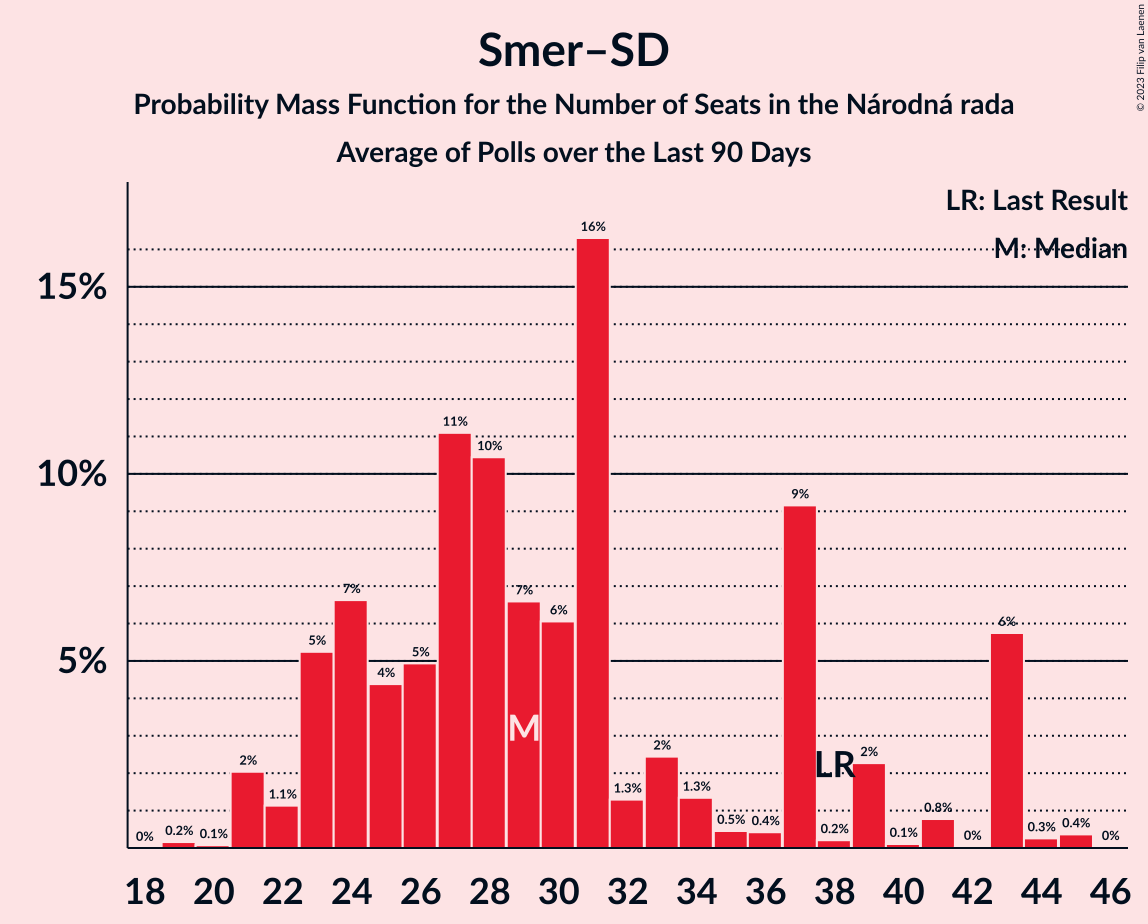 Smer–SD
Probability Mass Function for the Number of Seats in the Národná rada
Average of Polls over the Last 90 Days
© 2023 Filip van Laenen
LR: Last Result
M: Median
15%
10%
5%
0% 0.2% 0.1% 2% 1.1% 5% 7% 4% 5% 11% 10% 7% 6% 16% 1.3% 2% 1.3% 0.5% 0.4% 9% 0.2% 2% 0.1% 0.8% 0% 6% 0.3% 0.4% 0%
M
LR
18 20 22 24 26 28 30 32 34 36 38 40 42 44 46